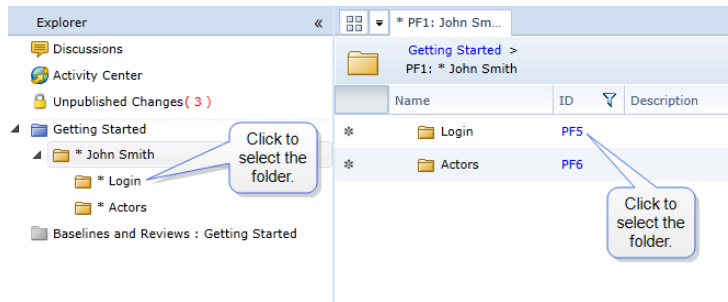 Explorer «
Discussions
Activity Center
Unpublished Changes( 3 )
Getting Started
* John Smith
* Login
* Actors
Baselines and Reviews : Getting Started
Click to
select the
folder.
* PF1: John Sm...
Getting Started >
PF1: * John Smith
Name ID Description
* Login PF5
* Actors PF6
Click to
select the
folder.